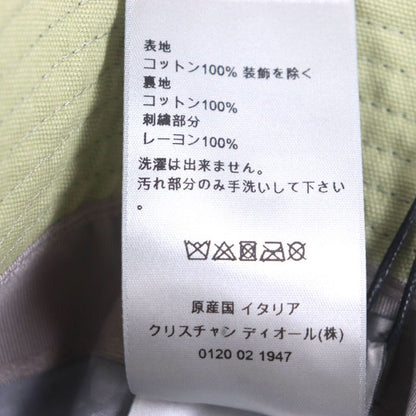 表地
コットン100% 装飾を除く
裏地
コットン100%
刺繍部分
レーヨン100%
洗濯は出来ません。
汚れ部分のみ手洗いして下さい
。
原産国 イタリア
クリスチャン ディオール(株)
0120 02 1947